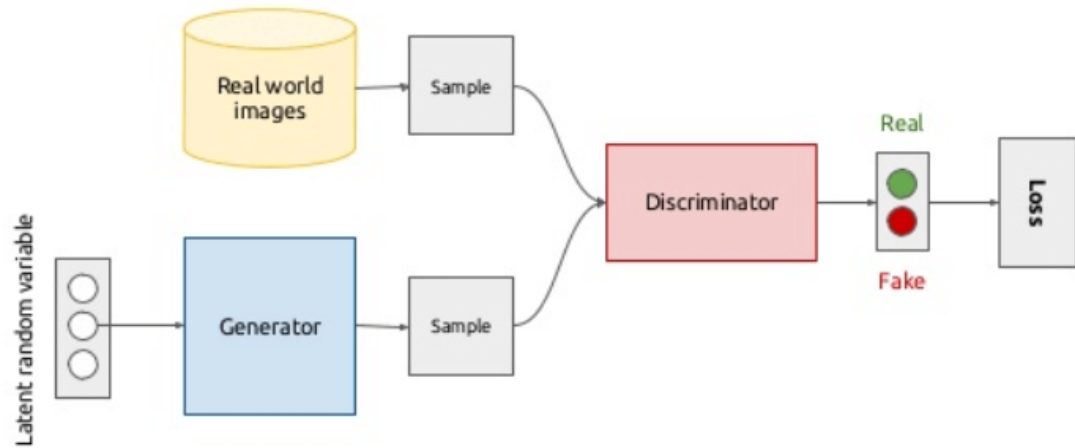 Real world
images
Sample
Real
Discriminator
Loss
Fake
Latent random variable
Generator
Sample